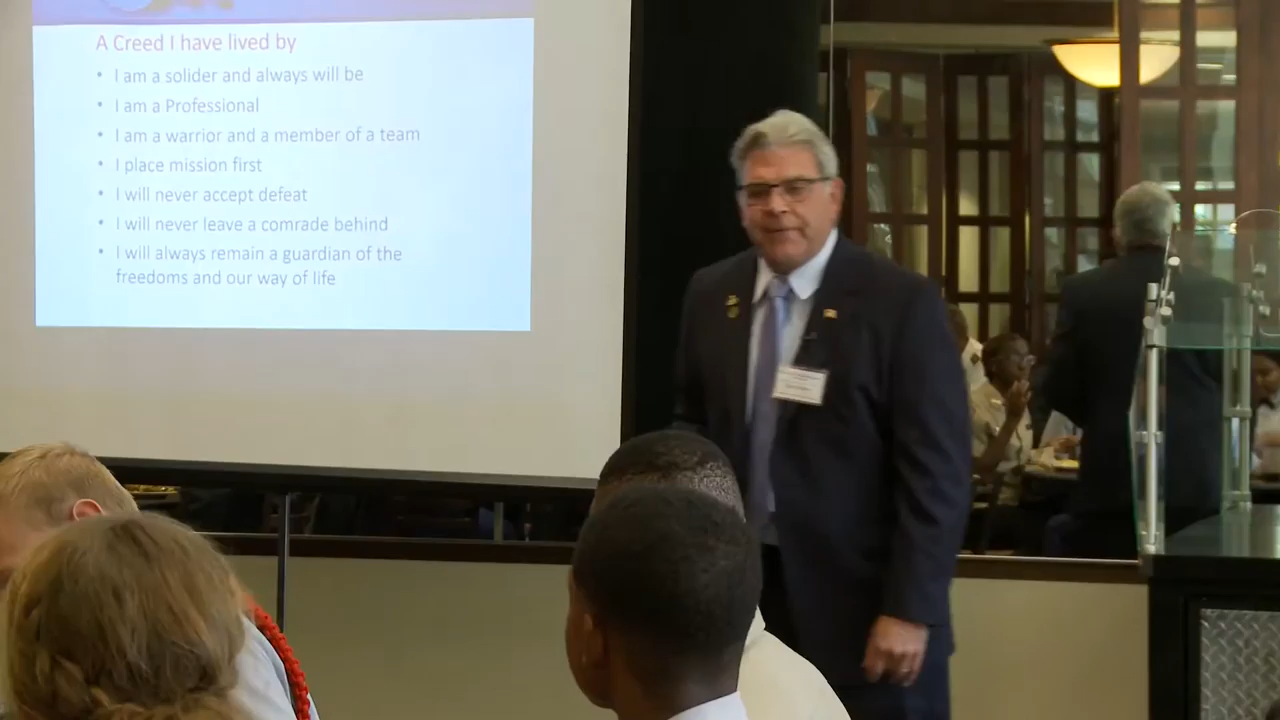 A Creed I have lived by
• I am a solider and always will be
• I am a Professional
• I am a warrior and a member of a team
• I place mission first
• I will never accept defeat
• I will never leave a comrade behind
• I will always remain a guardian of the
freedoms and our way of life